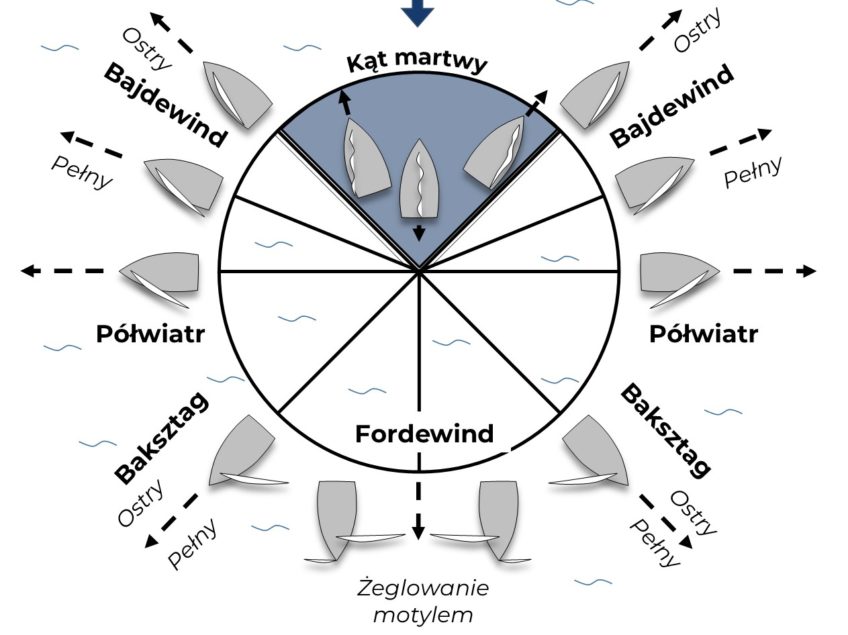 Kąt martwy
Ostry
Bajdewind
Pełny
Ostry
Bajdewind
Pełny
Półwiatr
Półwiatr
Baksztag
Ostry
Pełny
Fordewind
Baksztag
Ostry
Pełny
Żeglowanie
motylem